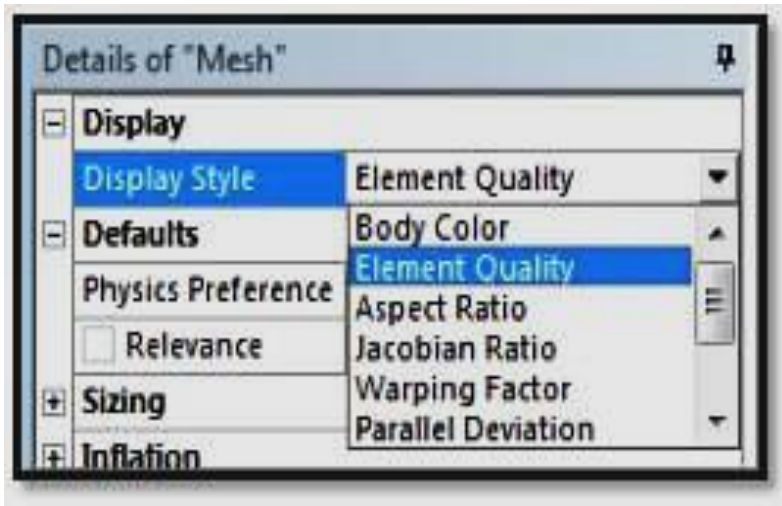 Details of "Mesh"
Display
Display Style Element Quality
Defaults Body Color
Element Quality
Physics Preference Aspect Ratio
Relevance Jacobian Ratio
Sizing Warping Factor
Parallel Deviation
Inflation